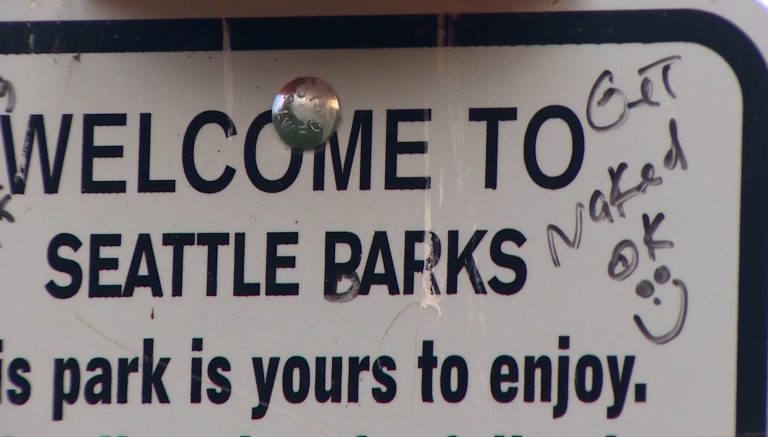 WELCOME TO
SEATTLE PARKS
is park is yours to enjoy.
GET
Naked
OK